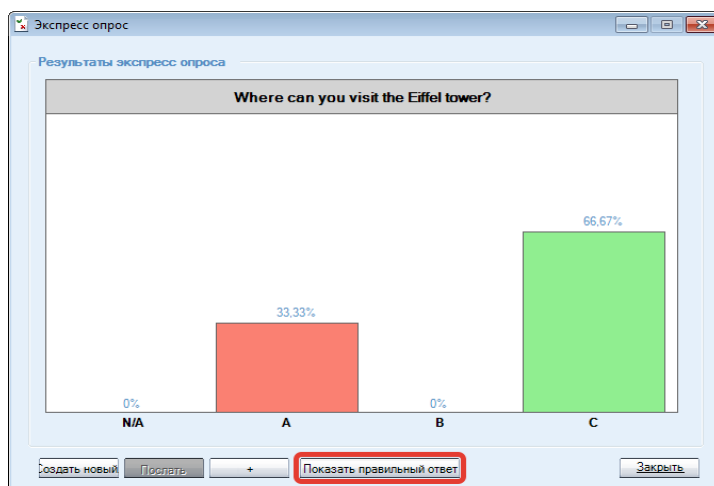 Экспресс опрос
Результаты экспресс опроса
Where can you visit the Eiffel tower?
66,67%
33,33%
0% 0%
N/A A B C
Создать новый Послать + Показать правильный ответ Закрыть